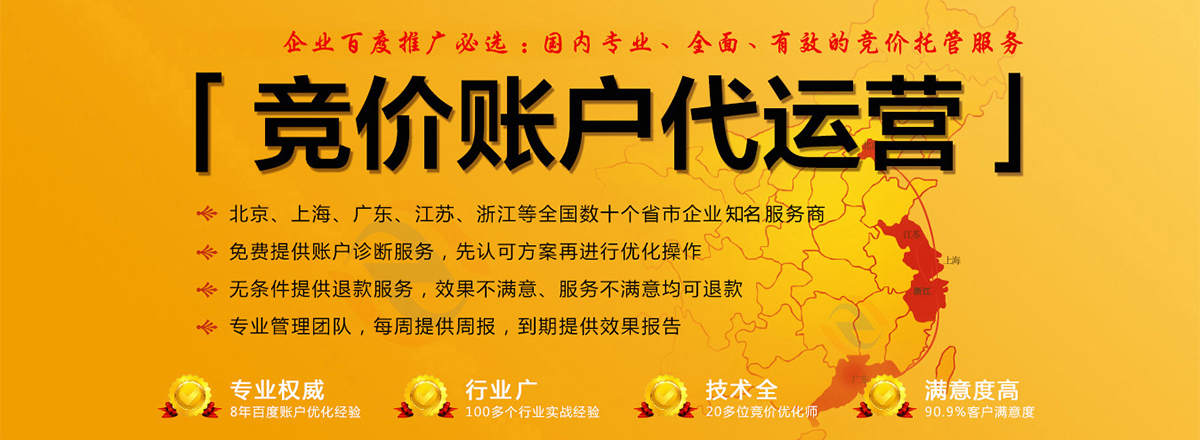 企业百度推广必选：国内专业、全面、有效的竞价托管服务
「竞价账户代运营」
北京、上海、广东、江苏、浙江等全国数十个省市企业知名服务商
免费提供账户诊断服务，先认可方案再进行优化操作
无条件提供退款服务，效果不满意、服务不满意均可退款
专业管理团队，每周提供周报，到期提供效果报告
江苏
上海
浙江
专业权威
8年百度账户优化经验
行业广
100多个行业实战经验
技术全
20多位竞价优化师
满意度高
90.9%客户满意度